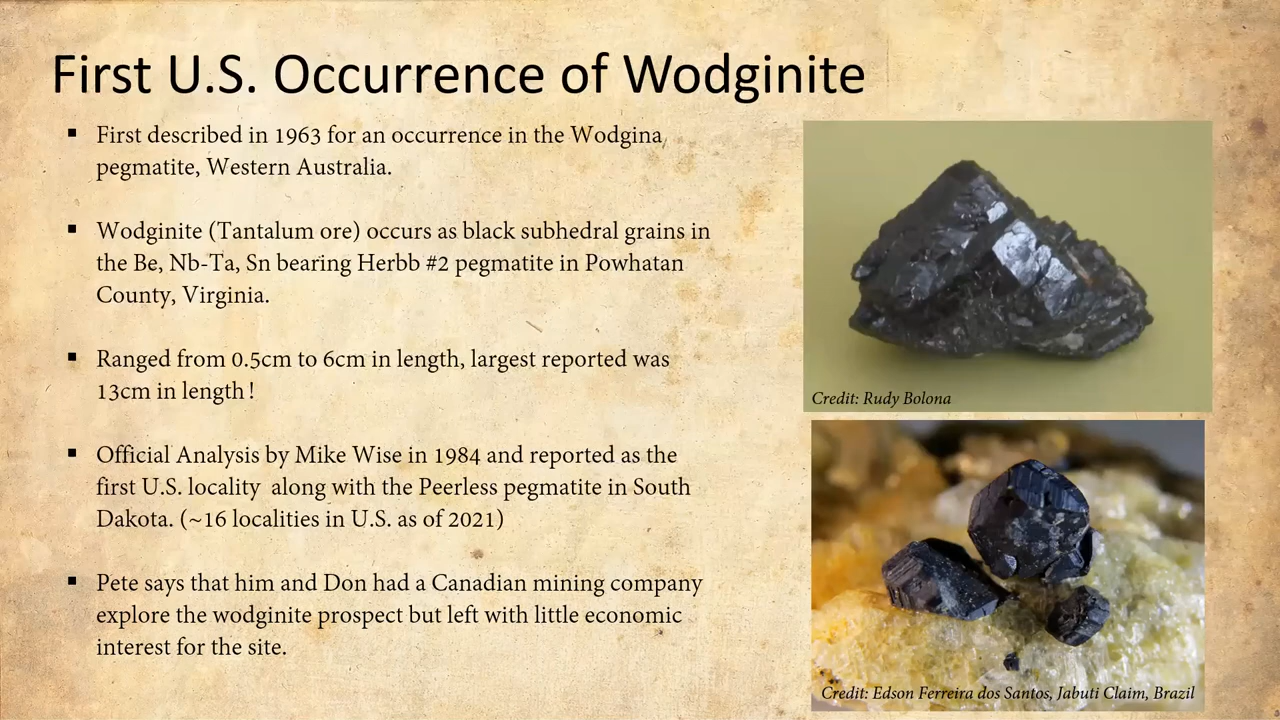 First U.S. Occurrence of Wodginite
▪ First described in 1963 for an occurrence in the Wodgina
pegmatite, Western Australia.
▪ Wodginite (Tantalum ore) occurs as black subhedral grains in
the Be, Nb-Ta, Sn bearing Herbb #2 pegmatite in Powhatan
County, Virginia.
▪ Ranged from 0.5cm to 6cm in length, largest reported was
13cm in length !
▪ Official Analysis by Mike Wise in 1984 and reported as the
first U.S. locality  along with the Peerless pegmatite in South
Dakota. (~16 localities in U.S. as of 2021)
▪ Pete says that him and Don had a Canadian mining company
explore the wodginite prospect but left with little economic
interest for the site.
Credit: Rudy Bolona
Credit: Edson Ferreira dos Santos, Jabuti Claim, Brazil